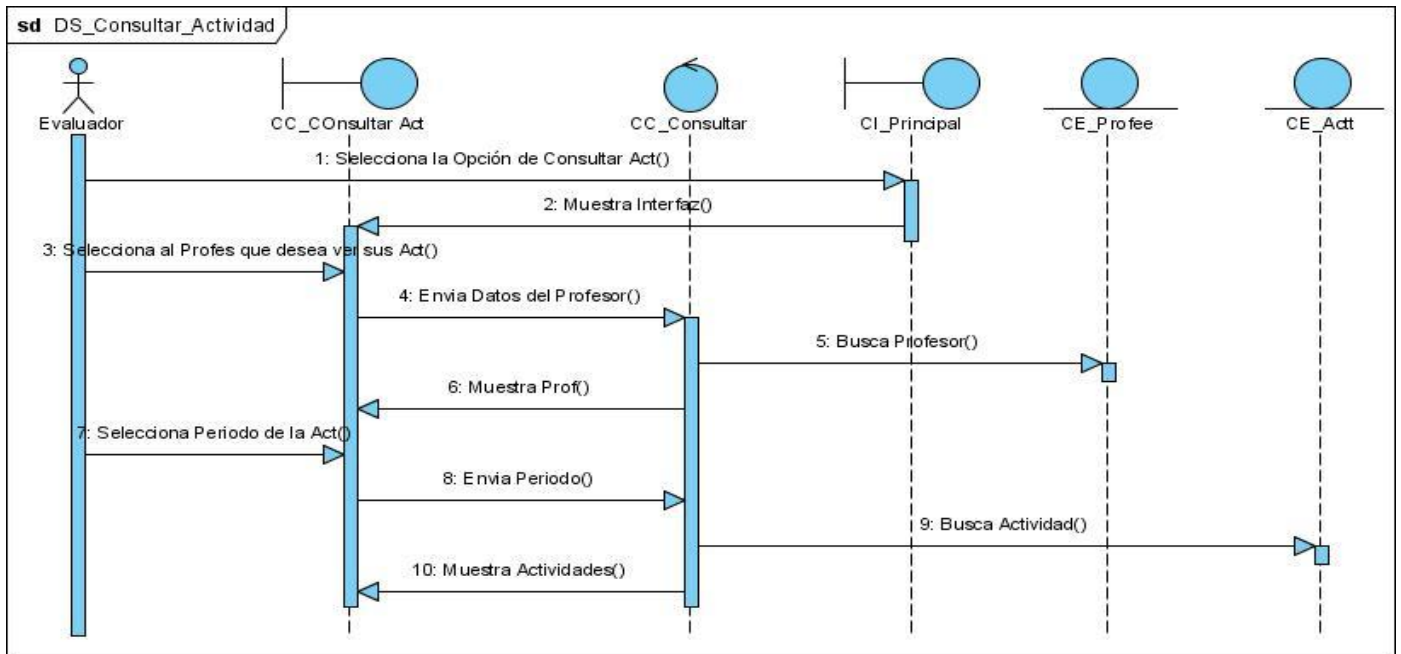 sd DS_Consultar_Actividad
Evaluador
CC_COnsultar Act
CC_Consultar
CI_Principal
CE_Profee
CE_Actt
1: Selecciona la Opción de Consultar Act()
2: Muestra Interfaz()
3: Selecciona al Profes que desea ver sus Act()
4: Envia Datos del Profesor()
5: Busca Profesor()
6: Muestra Prof()
7: Selecciona Periodo de la Act()
8: Envia Periodo()
9: Busca Actividad()
10: Muestra Actividades()